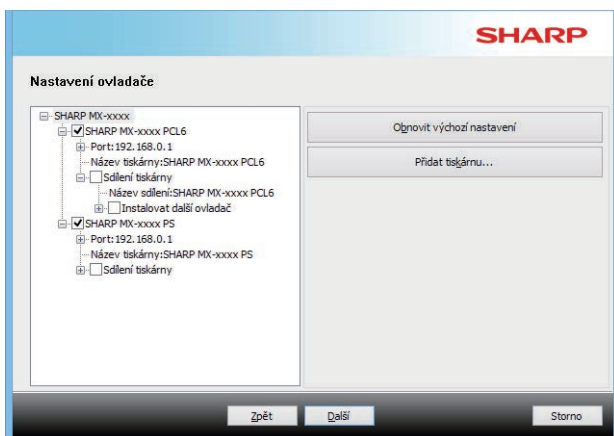 SHARP
Nastavení ovladače
SHARP MX-xxxx
SHARP MX-xxxx PCL6
Port:192.168.0.1
Název tiskárny:SHARP MX-xxxx PCL6
Sdílení tiskárny
Název sdílení:SHARP MX-xxxx PCL6
Instalovat další ovladač
SHARP MX-xxxx PS
Port:192.168.0.1
Název tiskárny:SHARP MX-xxxx PS
Sdílení tiskárny
Obnovit výchozí nastavení
Přidat tiskárnu...
Zpět
Další
Storno